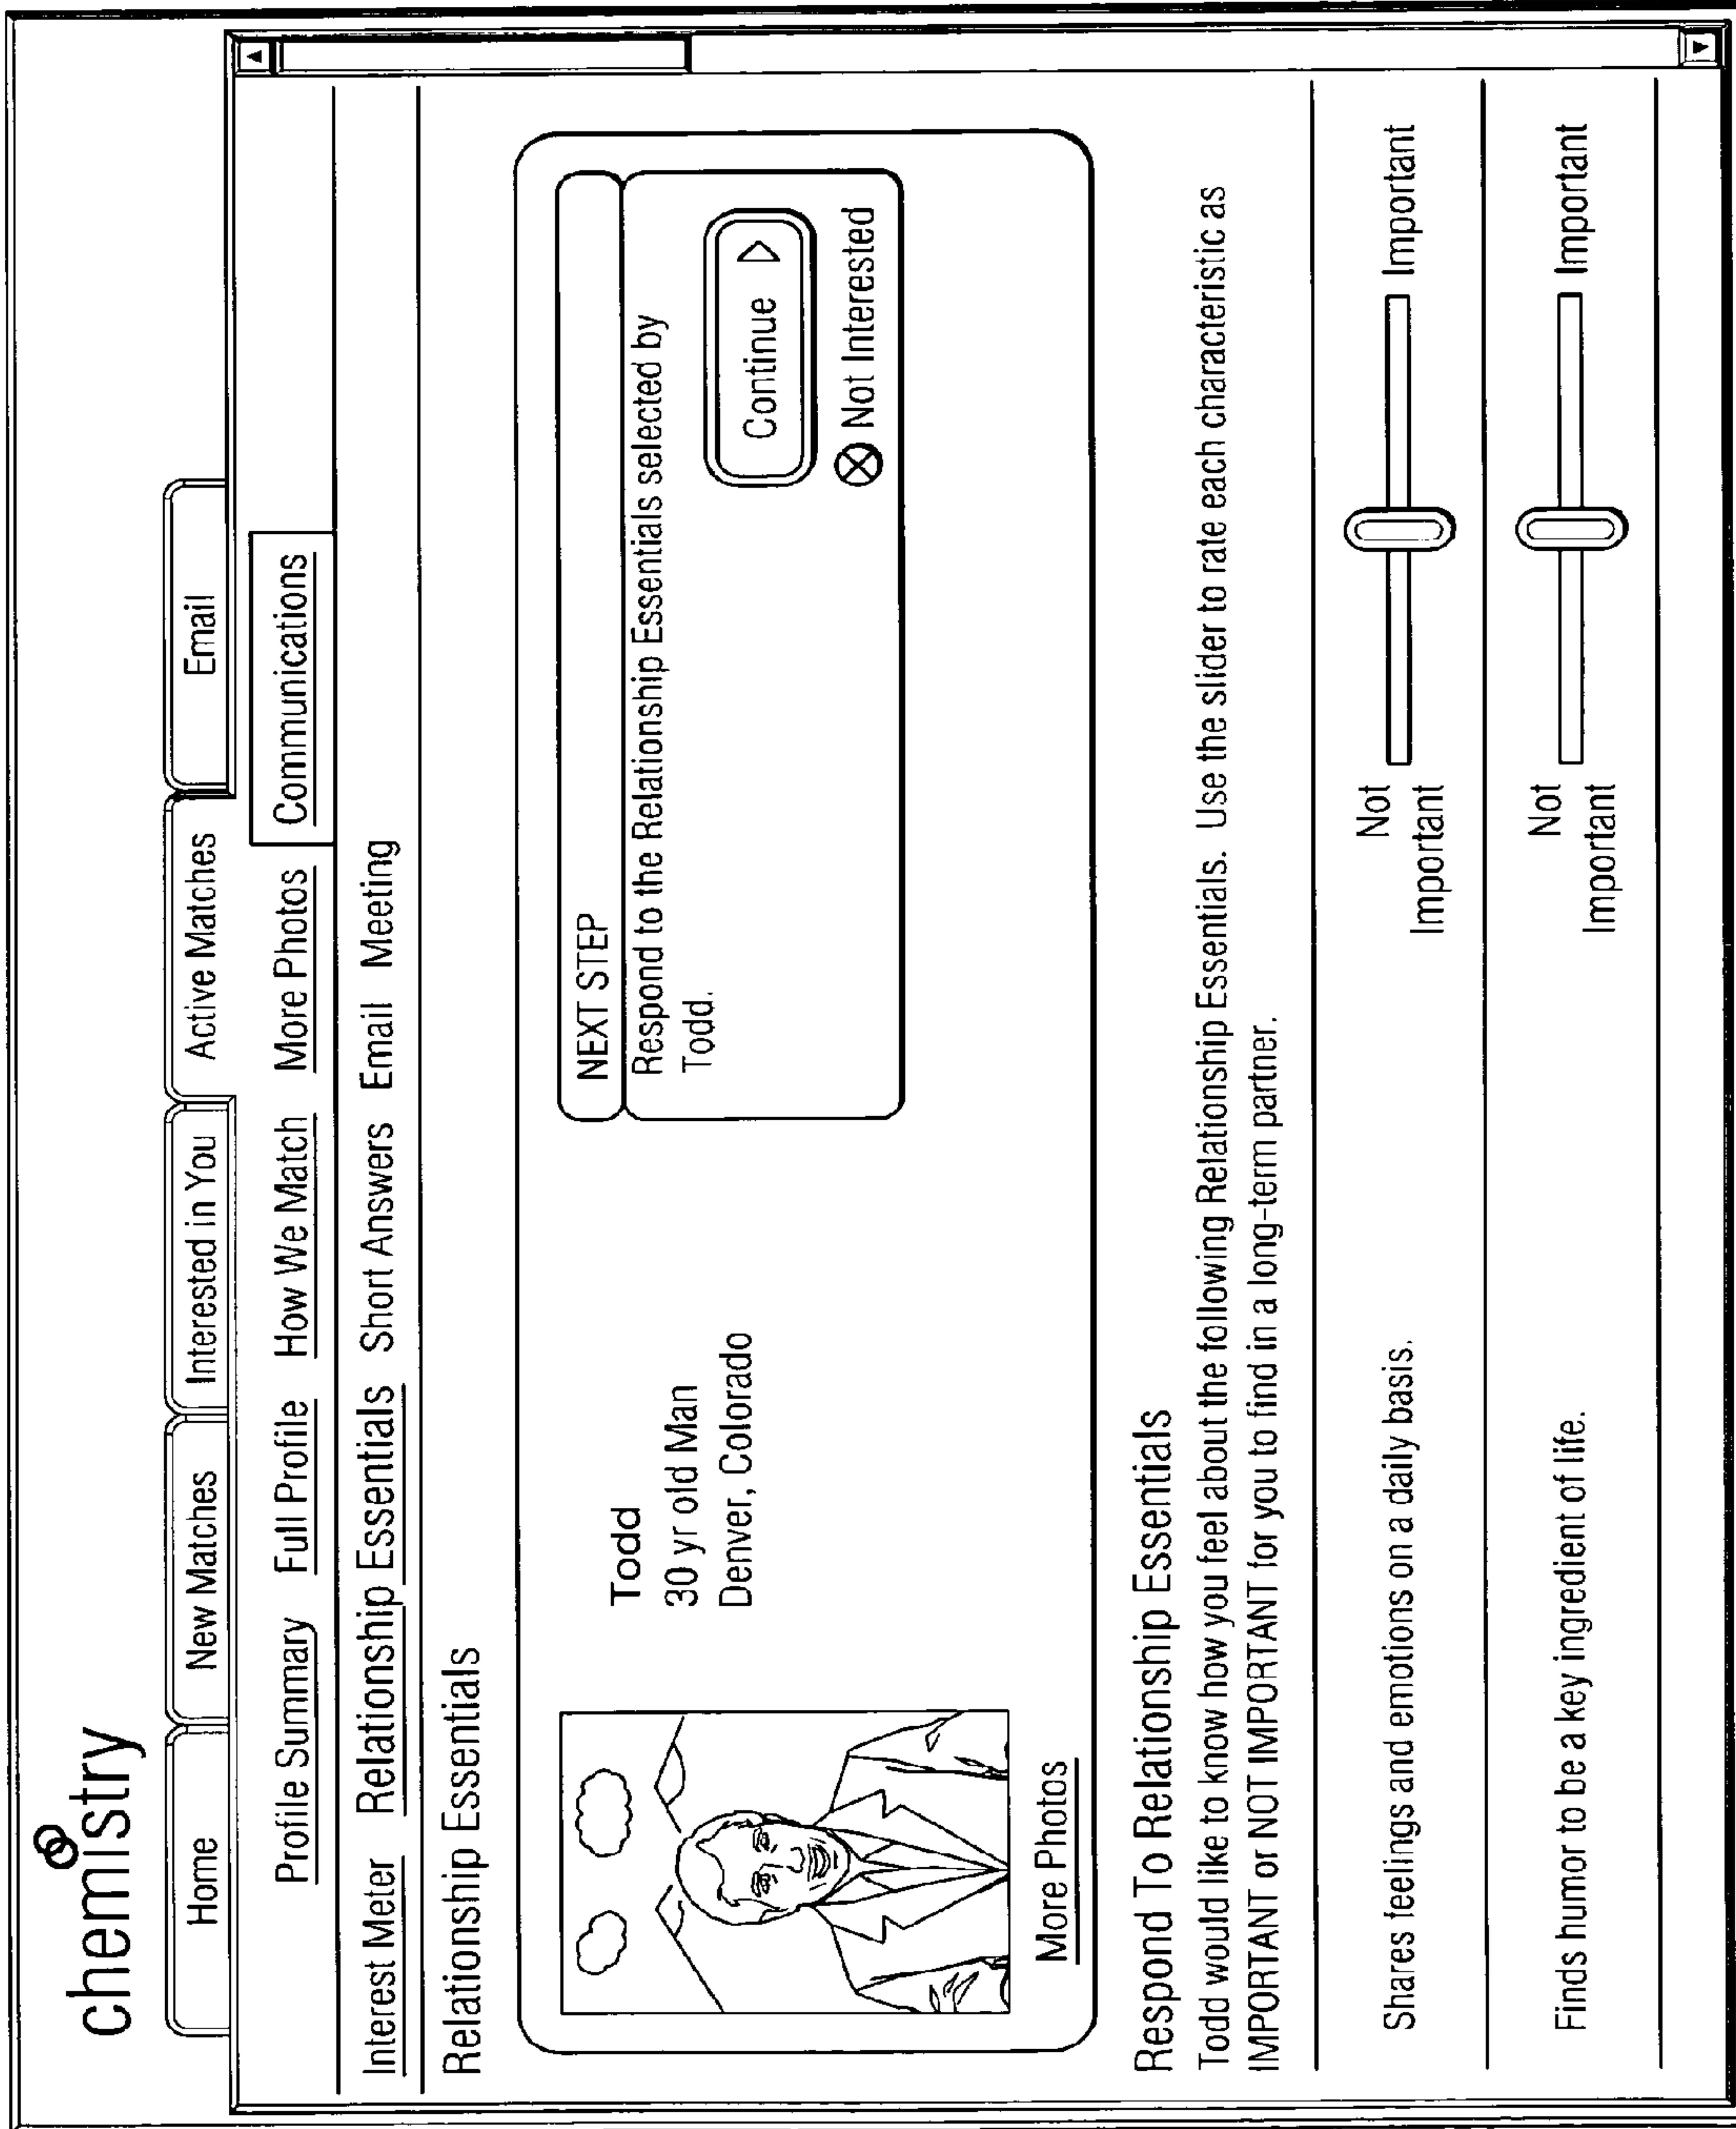 chemistry
Home New Matches Interested in You Active Matches Email
Profile Summary Full Profile How We Match More Photos Communications
Interest Meter Relationship Essentials Short Answers Email Meeting
Relationship Essentials
Todd
30 yr old Man
Denver, Colorado
More Photos
NEXT STEP
Respond to the Relationship Essentials selected by
Todd.
Continue
Not Interested
Respond To Relationship Essentials
Todd would like to know how you feel about the following Relationship Essentials. Use the slider to rate each characteristic as
IMPORTANT or NOT IMPORTANT for you to find in a long-term partner.
Shares feelings and emotions on a daily basis.
Not
Important
Important
Finds humor to be a key ingredient of life.
Not
Important
Important